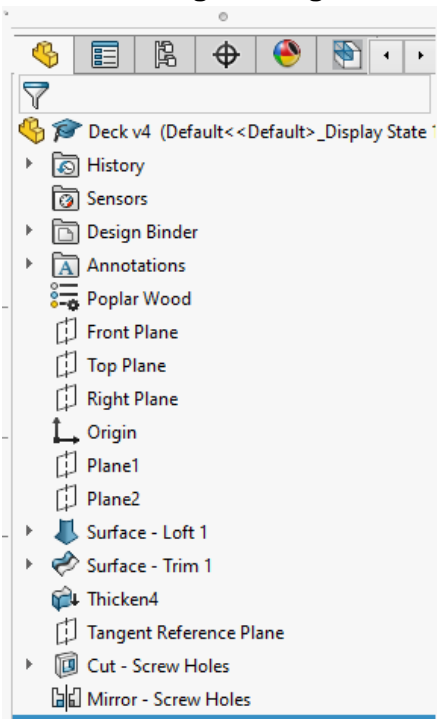 Deck v4 (Default<<Default>_Display State
History
Sensors
Design Binder
Annotations
Poplar Wood
Front Plane
Top Plane
Right Plane
Origin
Plane1
Plane2
Surface - Loft 1
Surface - Trim 1
Thicken4
Tangent Reference Plane
Cut - Screw Holes
Mirror - Screw Holes